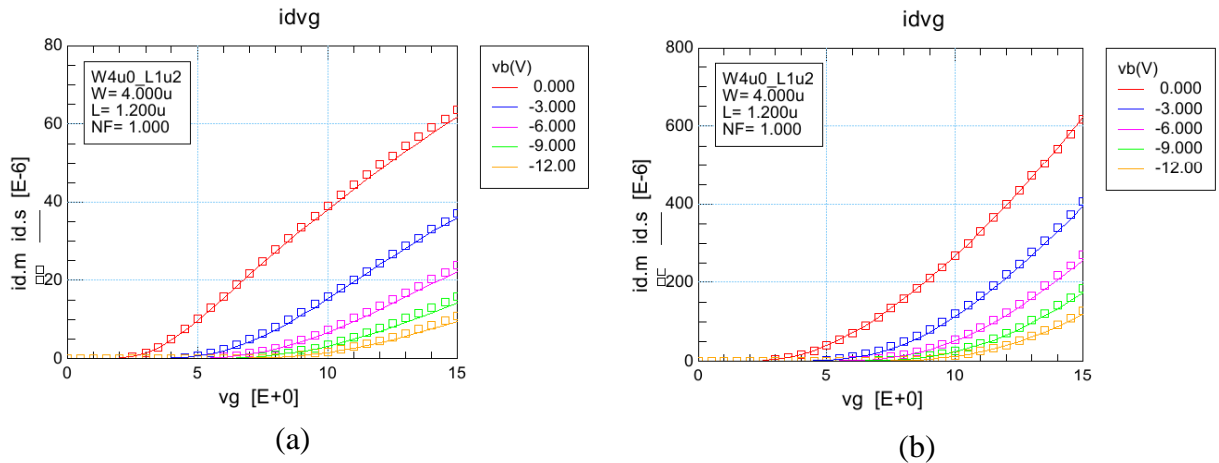 idvg
80
60
40
20
0
id.m id.s [E-6]
W4u0_L1u2
W= 4.000u
L= 1.200u
NF= 1.000
vb(V)
0.000
-3.000
-6.000
-9.000
-12.00
0 5 10 15
vg [E+0]
(a)
idvg
800
600
400
200
0
id.m id.s [E-6]
W4u0_L1u2
W= 4.000u
L= 1.200u
NF= 1.000
vb(V)
0.000
-3.000
-6.000
-9.000
-12.00
0 5 10 15
vg [E+0]
(b)